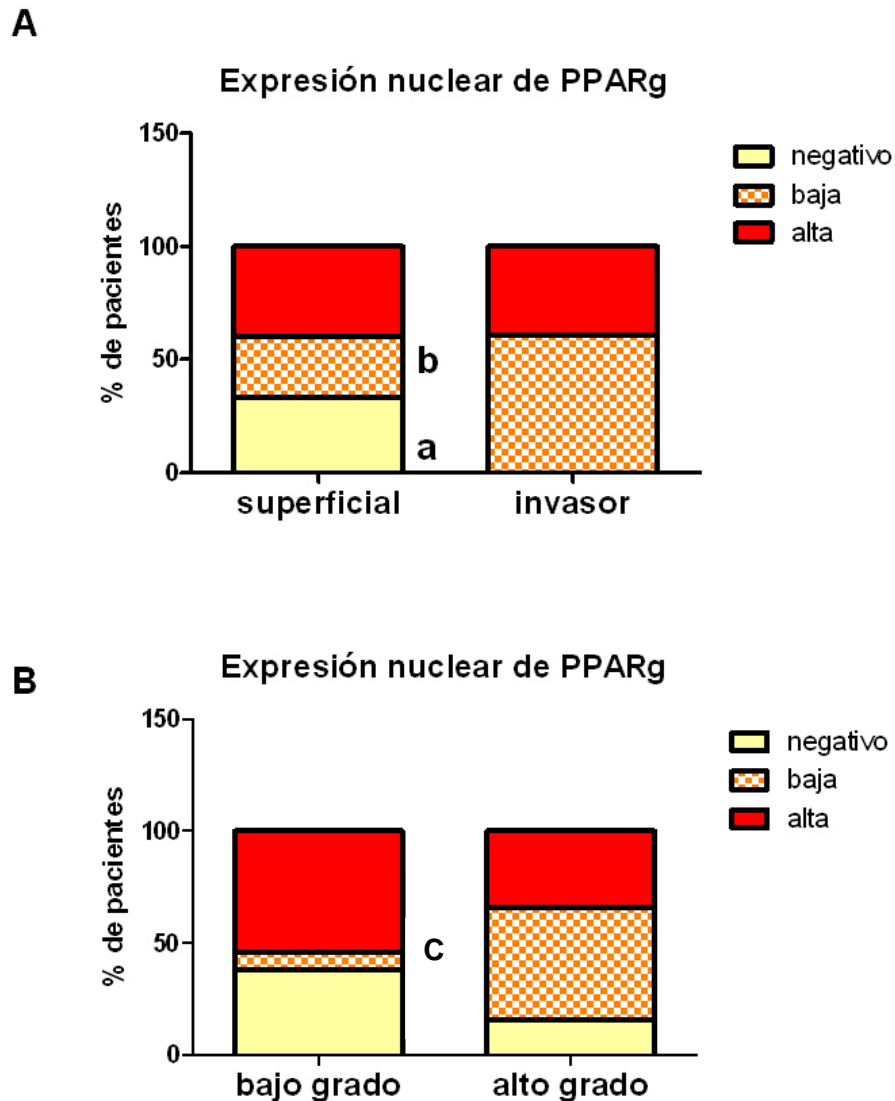 A
Expresión nuclear de PPARg
150
100
50
0
% de pacientes
negativo
baja
alta
b
a
superficial
invasor
B
Expresión nuclear de PPARg
150
100
50
0
% de pacientes
negativo
baja
alta
c
bajo grado
alto grado